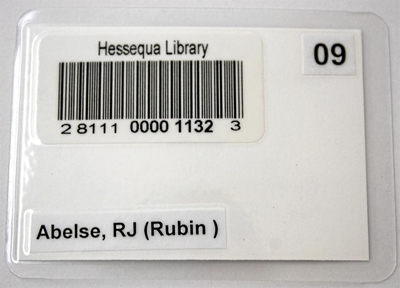 Hessequa Library
09
2 8111 0000 1132 3
Abelse, RJ (Rubin )